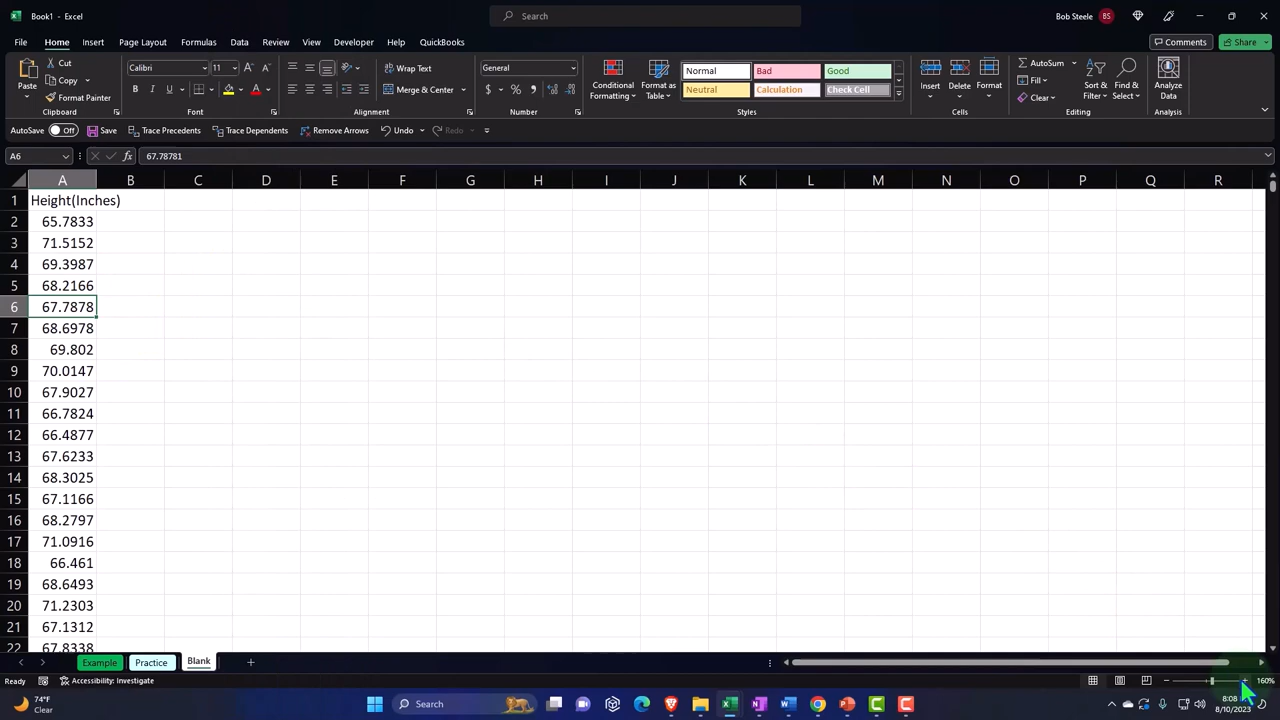 Book1 - Excel
Search
Bob Steele BS
File Home Insert Page Layout Formulas Data Review View Developer Help QuickBooks
Comments Share
Paste Cut Copy Format Painter Clipboard
Calibri 11 B I U A Font
Wrap Text Merge & Center Alignment
General $ % , Number
Conditional Formatting Format as Table Normal Bad Good Neutral Calculation Check Cell Styles
Insert Delete Format Cells
AutoSum Fill Clear Sort & Filter Find & Select Editing
Analyze Data Analysis
AutoSave Off Save Trace Precedents Trace Dependents Remove Arrows Undo Redo
A6 fx 67.78781
A B C D E F G H I J K L M N O P Q R
1 Height(Inches)
2 65.7833
3 71.5152
4 69.3987
5 68.2166
6 67.7878
7 68.6978
8 69.802
9 70.0147
10 67.9027
11 66.7824
12 66.4877
13 67.6233
14 68.3025
15 67.1166
16 68.2797
17 71.0916
18 66.461
19 68.6493
20 71.2303
21 67.1312
22 67.8338
Example Practice Blank
Ready Accessibility: Investigate 160%
74°F
Clear
Search
8:08
8/10/2023